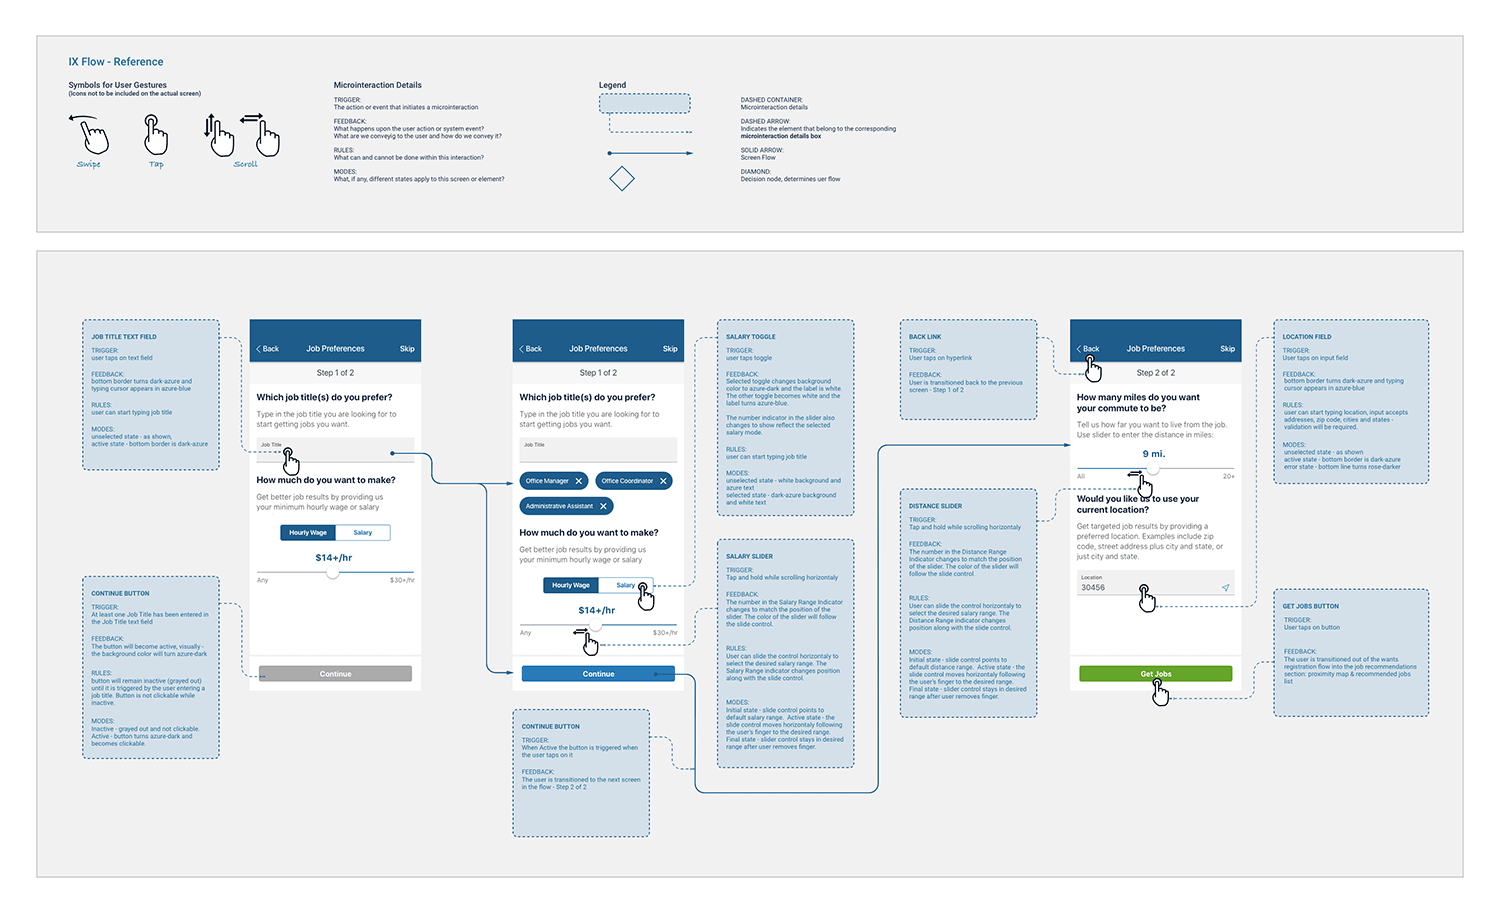 IX Flow - Reference
Symbols for User Gestures
(Icons not to be included on the actual screen)
Swipe
Tap
Scroll
Microinteraction Details
TRIGGER:
The action or event that initiates a microinteraction
FEEDBACK:
What happens upon the user action or system event?
What are we conveyig to the user and how do we convey it?
RULES:
What can and cannot be done within this interaction?
MODES:
What, if any, different states apply to this screen or element?
Legend
DASHED CONTAINER:
Microinteraction details
DASHED ARROW:
Indicates the element that belong to the corresponding
microinteraction details box
SOLID ARROW:
Screen Flow
DIAMOND:
Decision node, determines uer flow
JOB TITLE TEXT FIELD
TRIGGER:
user taps on text field
FEEDBACK:
bottom border turns dark-azure and
typing cursor appears in azure-blue
RULES:
user can start typing job title
MODES:
unselected state - as shown,
active state - bottom border is dark-azure
CONTINUE BUTTON
TRIGGER:
At least one Job Title has been entered in
the Job Title text field
FEEDBACK:
The button will become active, visually -
the background color will turn azure-dark
RULES:
button will remain inactive (grayed out)
until it is triggered by the user entering a
job title. Button is not clickable while
inactive.
MODES:
Inactive - grayed out and not clickable.
Active - button turns azure-dark and
becomes clickable.
Back
Job Preferences
Skip
Step 1 of 2
Which job title(s) do you prefer?
Type in the job title you are looking for to
start getting jobs you want.
Job Title
How much do you want to make?
Get better job results by providing us
your minimum hourly wage or salary
Hourly Wage
Salary
$14+/hr
Any
$30+/hr
Continue
Back
Job Preferences
Skip
Step 1 of 2
Which job title(s) do you prefer?
Type in the job title you are looking for to
start getting jobs you want.
Job Title
Office Manager
Office Coordinator
Administrative Assistant
How much do you want to make?
Get better job results by providing us
your minimum hourly wage or salary
Hourly Wage
Salary
$14+/hr
Any
$30+/hr
Continue
CONTINUE BUTTON
TRIGGER:
When Active the button is triggered when
the user taps on it
FEEDBACK:
The user is transitioned to the next screen
in the flow - Step 2 of 2
SALARY TOGGLE
TRIGGER:
user taps toggle
FEEDBACK:
Selected toggle changes background
color to azure-dark and the label is white.
The other toggle becomes white and the
label turns azure-blue.
The number indicator in the slider also
changes to show reflect the selected
salary mode.
RULES:
user can start typing job title
MODES:
unselected state - white background and
azure text
selected state - dark-azure background
and white text
SALARY SLIDER
TRIGGER:
Tap and hold while scrolling horizontaly
FEEDBACK:
The number in the Salary Range Indicator
changes to match the position of the
slider. The color of the slider will follow
the slide control.
RULES:
User can slide the control horizontaly to
select the desired salary range. The
Salary Range indicator changes position
along with the slide control.
MODES:
Initial state - slide control points to
default salary range. Active state - the
slide control moves horizontaly following
the user's finger to the desired range.
Final state - slider control stays in desired
range after user removes finger.
BACK LINK
TRIGGER:
User taps on hyperlink
FEEDBACK:
User is transitioned back to the previous
screen - Step 1 of 2
DISTANCE SLIDER
TRIGGER:
Tap and hold while scrolling horizontaly
FEEDBACK:
The number in the Distance Range
Indicator changes to match the position
of the slider. The color of the slider will
follow the slide control.
RULES:
User can slide the control horizontaly to
select the desired salary range. The
Distance Range indicator changes
position along with the slide control.
MODES:
Initial state - slide control points to
default distance range. Active state - the
slide control moves horizontaly following
the user's finger to the desired range.
Final state - slider control stays in desired
range after user removes finger.
Back
Job Preferences
Skip
Step 2 of 2
How many miles do you want
your commute to be?
Tell us how far you want to live from the job.
Use slider to enter the distance in miles:
9 mi.
All
20+
Would you like us to use your
current location?
Get targeted job results by providing a
preferred location. Examples include zip
code, street address plus city and state, or
just city and state.
Location
30456
Get Jobs
LOCATION FIELD
TRIGGER:
User taps on input field
FEEDBACK:
bottom border turns dark-azure and typing
cursor appears in azure-blue
RULES:
user can start typing location, input accepts
addresses, zip code, cities and states -
validation will be required.
MODES:
unselected state - as shown
active state - bottom border is dark-azure
error state - bottom line turns rose-darker
GET JOBS BUTTON
TRIGGER:
User taps on button
FEEDBACK:
The user is transitioned out of the wants
registration flow into the job recommendations
section: proximity map & recommended jobs
list